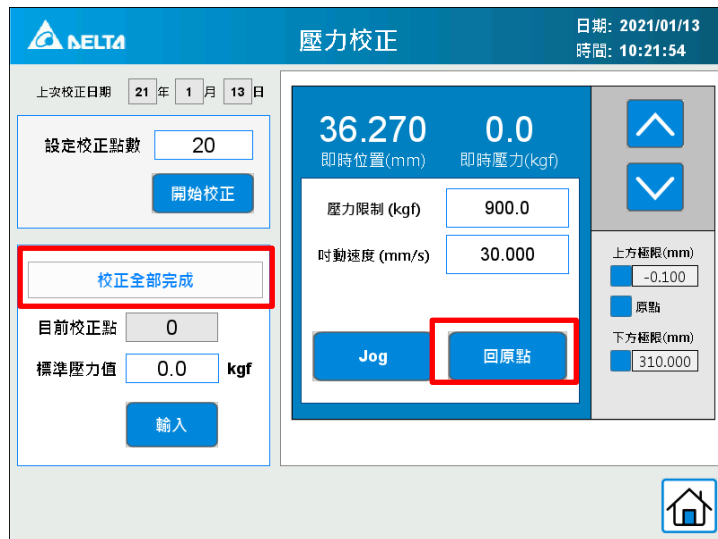 DELTA
壓力校正
日期: 2021/01/13
時間: 10:21:54
上次校正日期 21 年 1 月 13 日
設定校正點數 20
開始校正
校正全部完成
目前校正點 0
標準壓力值 0.0 kgf
輸入
36.270 0.0
即時位置(mm) 即時壓力(kgf)
壓力限制 (kgf) 900.0
吋動速度 (mm/s) 30.000
Jog 回原點
上方極限(mm)
-0.100
原點
下方極限(mm)
310.000